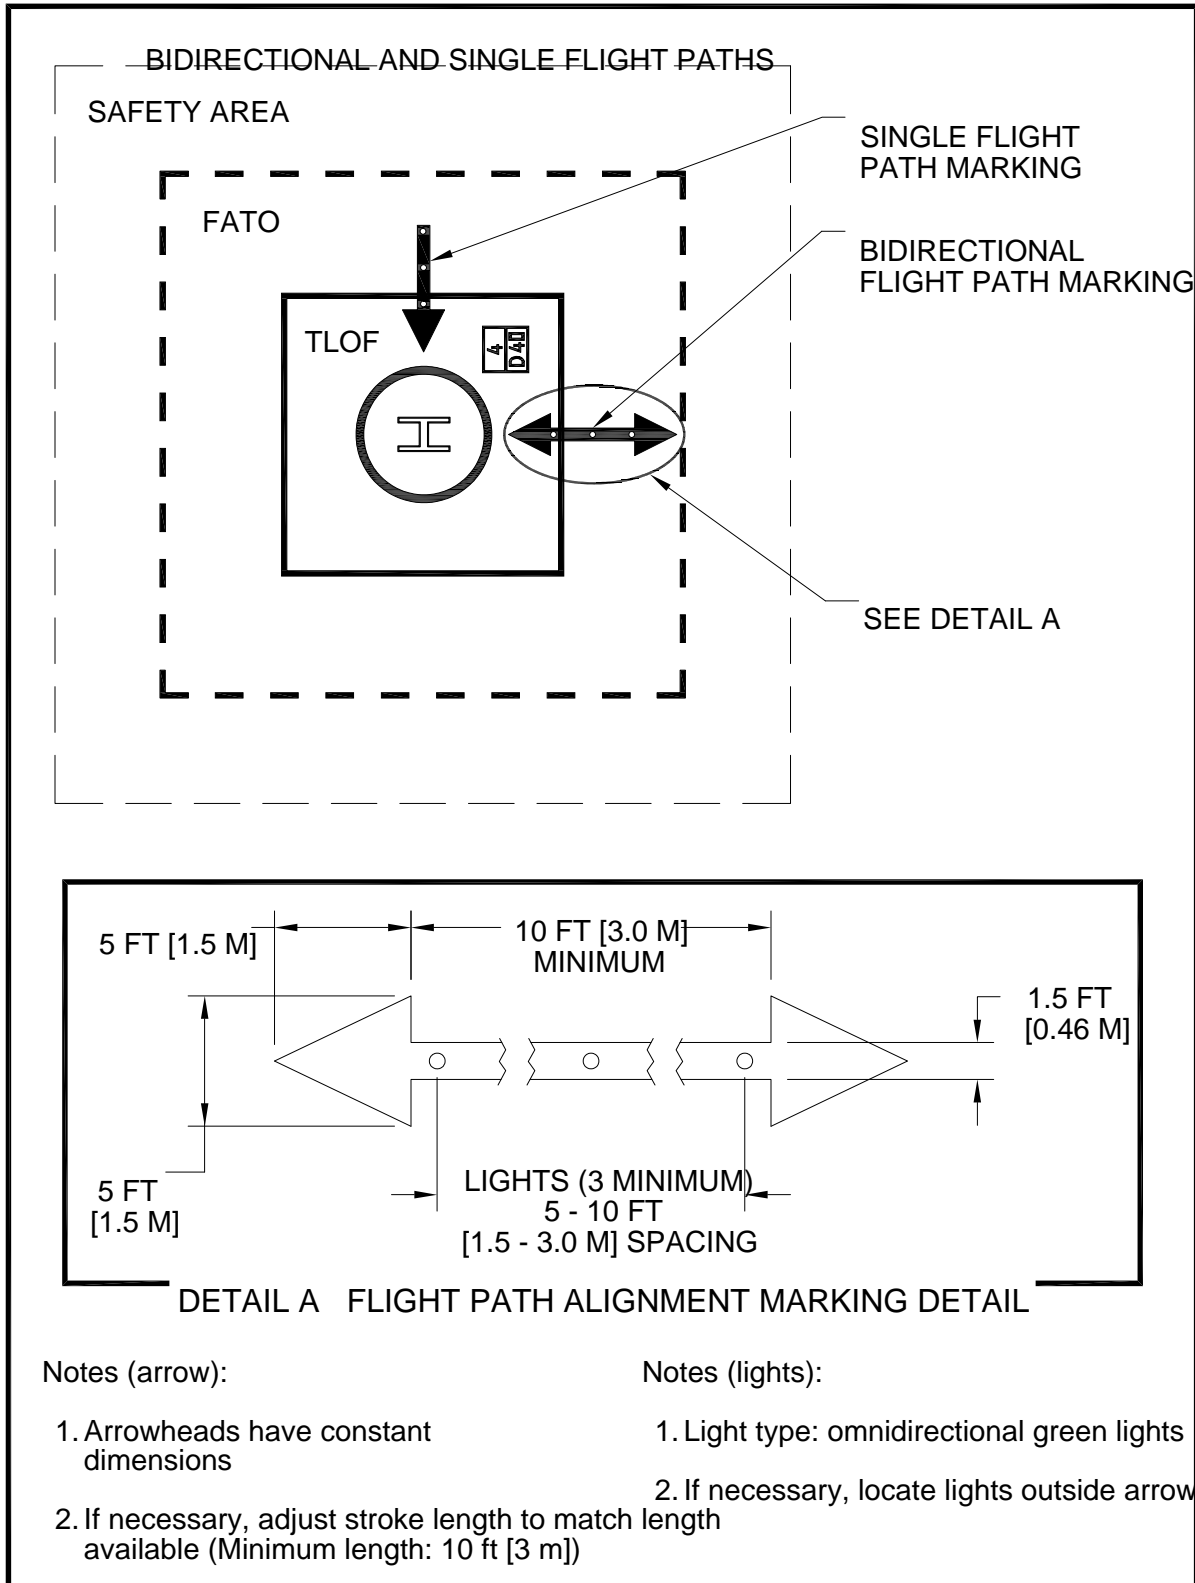 BIDIRECTIONAL AND SINGLE FLIGHT PATHS
SAFETY AREA
SINGLE FLIGHT
PATH MARKING
FATO
BIDIRECTIONAL
FLIGHT PATH MARKING
TLOF
4
H
SEE DETAIL A
5 FT [1.5 M]
10 FT [3.0 M]
MINIMUM
1.5 FT
[0.46 M]
5 FT
[1.5 M]
LIGHTS (3 MINIMUM)
5 - 10 FT
[1.5 - 3.0 M] SPACING
DETAIL A FLIGHT PATH ALIGNMENT MARKING DETAIL
Notes (arrow):
1. Arrowheads have constant
dimensions
2. If necessary, adjust stroke length to match length
available (Minimum length: 10 ft [3 m])
Notes (lights):
1. Light type: omnidirectional green lights
2. If necessary, locate lights outside arrow